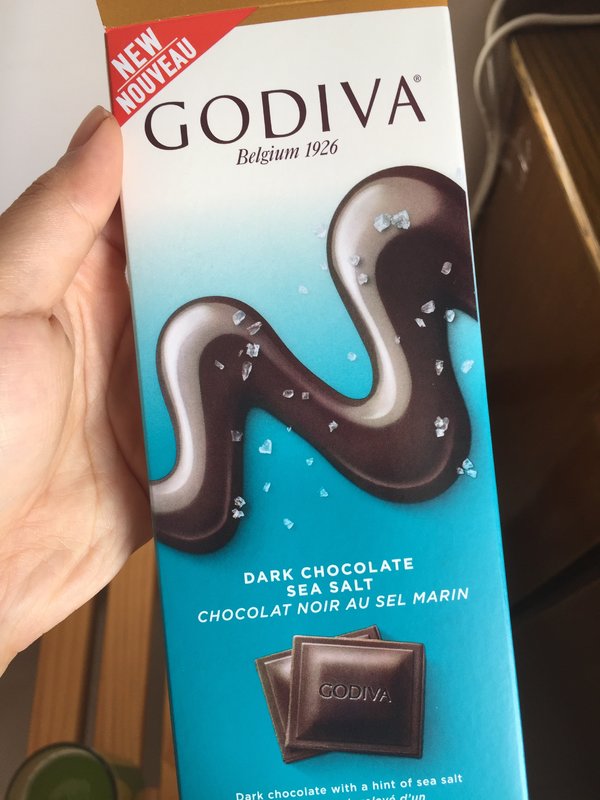 NEW
NOUVEAU
GODIVA®
Belgium 1926
DARK CHOCOLATE
SEA SALT
CHOCOLAT NOIR AU SEL MARIN
GODIVA
Dark chocolate with a hint of sea salt
d'un